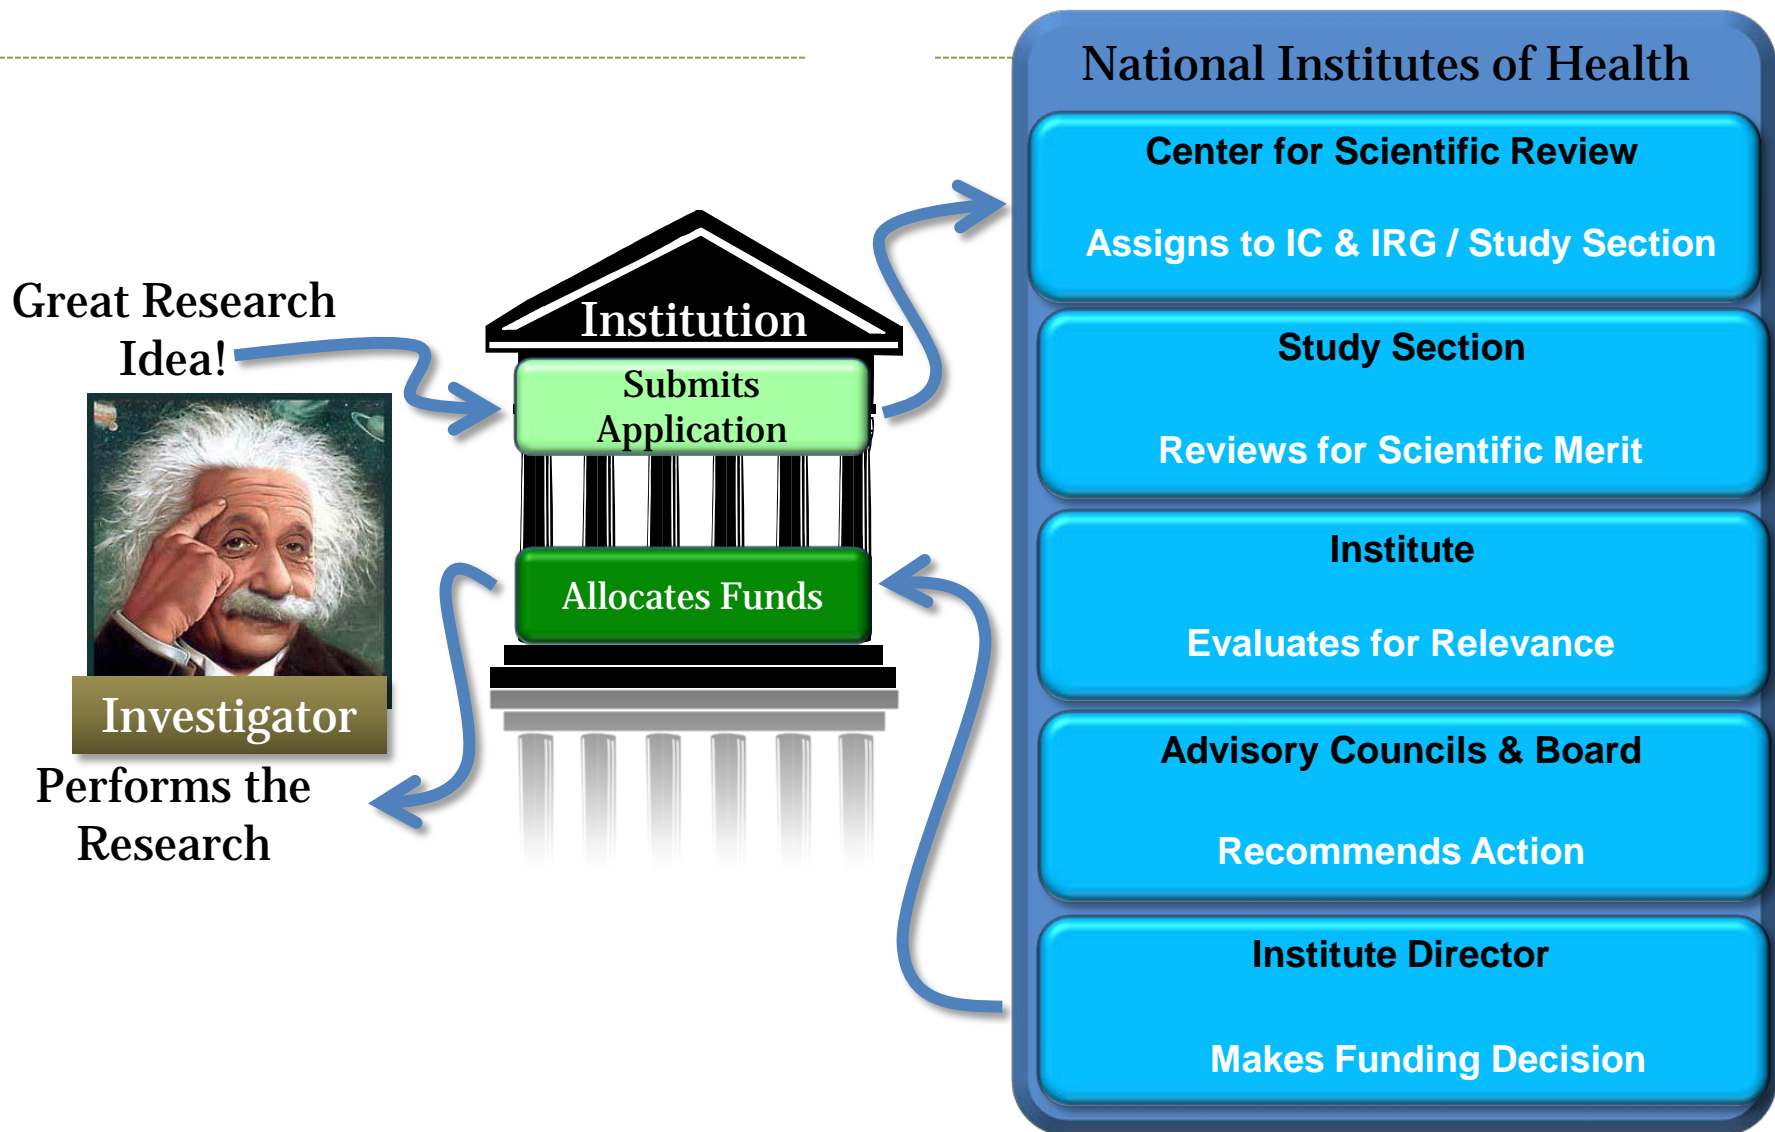 Great Research
Idea!
Investigator
Performs the
Research
Institution
Submits
Application
Allocates Funds
National Institutes of Health
Center for Scientific Review
Assigns to IC & IRG / Study Section
Study Section
Reviews for Scientific Merit
Institute
Evaluates for Relevance
Advisory Councils & Board
Recommends Action
Institute Director
Makes Funding Decision